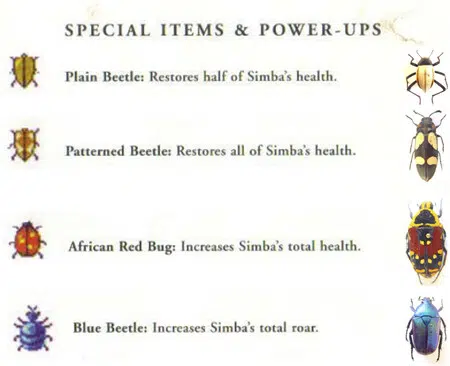 SPECIAL ITEMS & POWER-UPS
Plain Beetle: Restores half of Simba's health.
Patterned Beetle: Restores all of Simba's health.
African Red Bug: Increases Simba's total health.
Blue Beetle: Increases Simba's total roar.